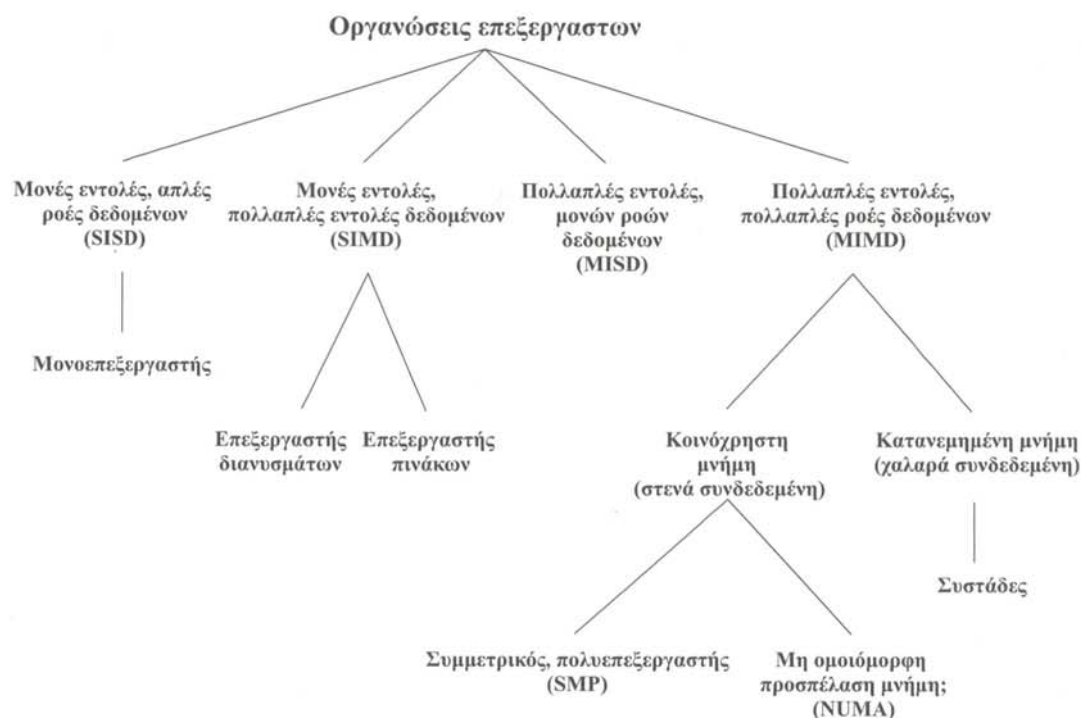 Οργανώσεις επεξεργαστων
Μονές εντολές, απλές
ροές δεδομένων
(SISD)
Μονές εντολές,
πολλαπλές εντολές δεδομένων
(SIMD)
Πολλαπλές εντολές,
μονών ροών
δεδομένων
(MISD)
Πολλαπλές εντολές,
πολλαπλές ροές δεδομένων
(MIMD)
Μονοεπεξεργαστής
Επεξεργαστής
διανυσμάτων
Επεξεργαστής
πινάκων
Κοινόχρηστη
μνήμη
(στενά συνδεδεμένη)
Κατανεμημένη μνήμη
(χαλαρά συνδεδεμένη)
Συστάδες
Συμμετρικός, πολυεπεξεργαστής
(SMP)
Μη ομοιόμορφη
προσπέλαση μνήμη;
(NUMA)